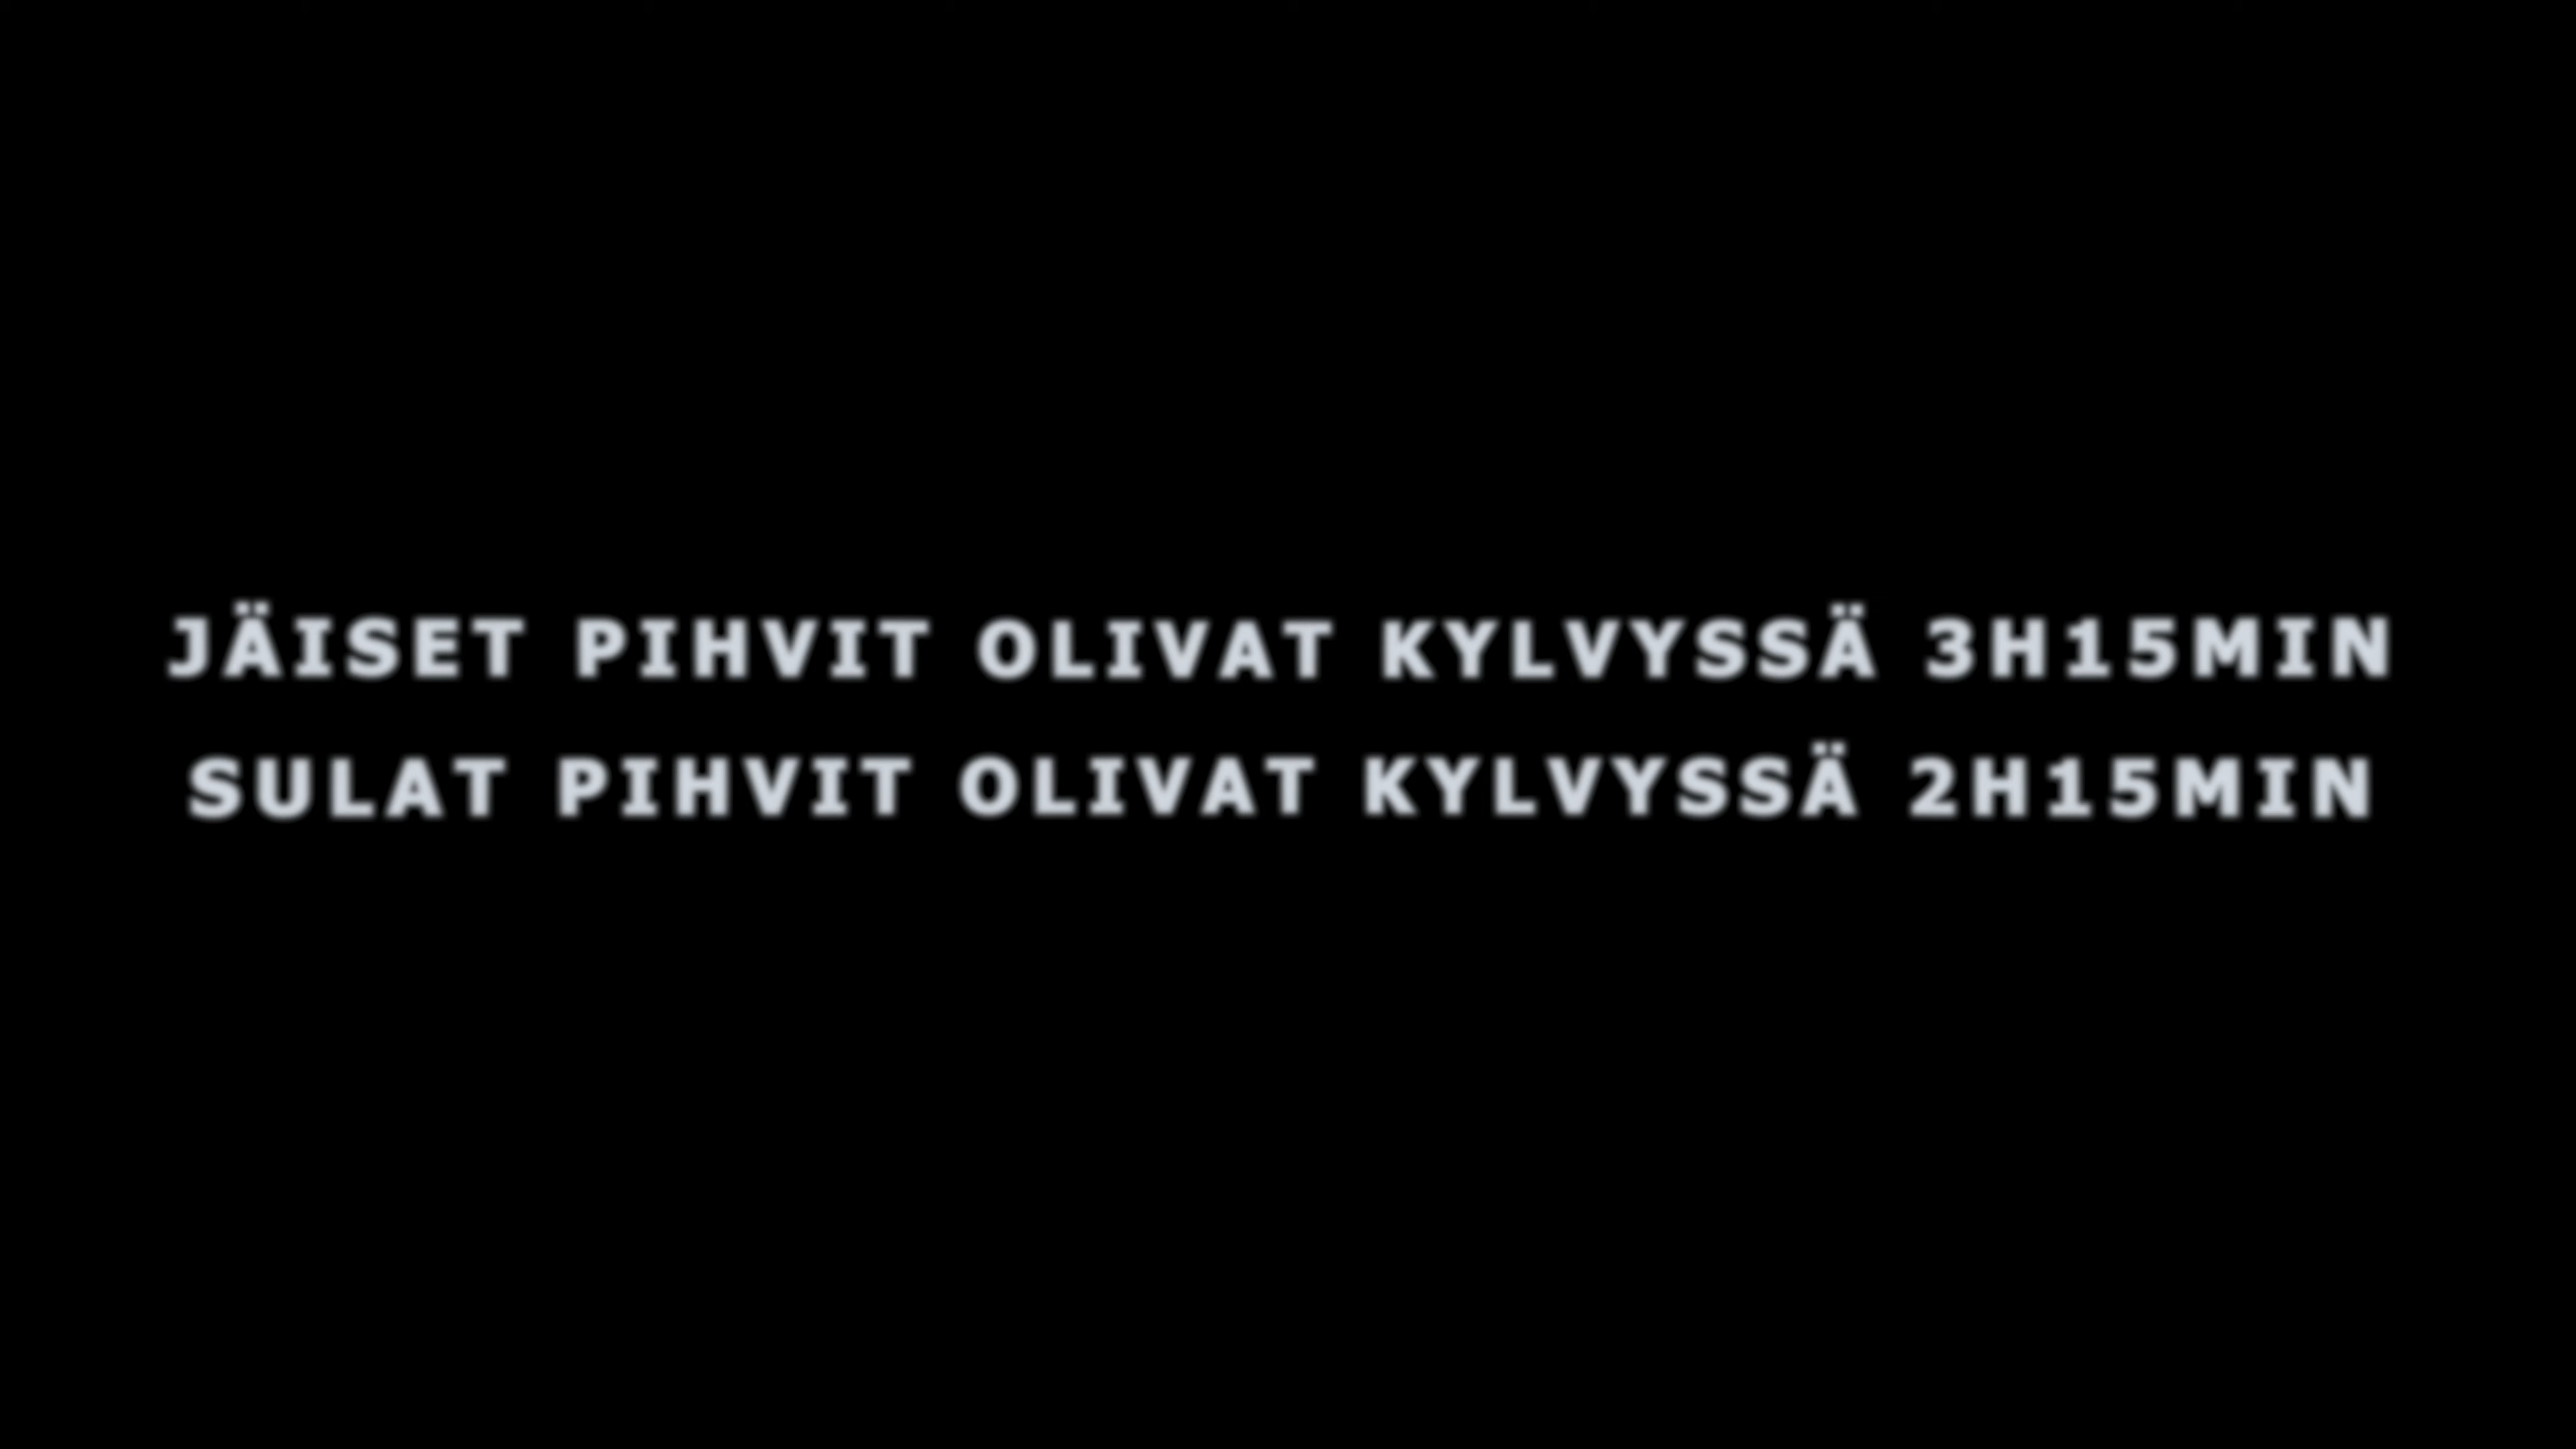 JÄISET PIHVIT OLIVAT KYLVYSSÄ 3H15MIN
SULAT PIHVIT OLIVAT KYLVYSSÄ 2H15MIN